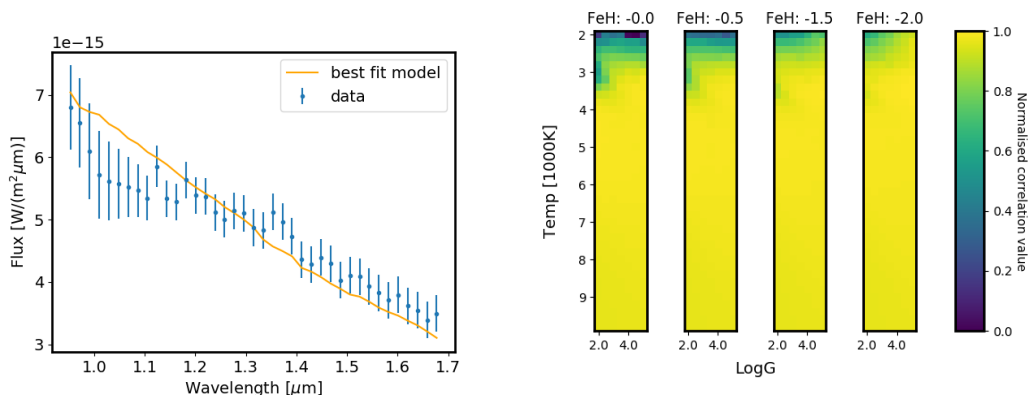 1e−15
best fit model
data
7
6
5
4
3
Flux [W/(m²μm)]
1.0 1.1 1.2 1.3 1.4 1.5 1.6 1.7
Wavelength [μm]
FeH: -0.0 FeH: -0.5 FeH: -1.5 FeH: -2.0
2
3
4
5
6
7
8
9
Temp [1000K]
2.0 4.0 2.0 4.0 2.0 4.0 2.0 4.0
LogG
1.0
0.8
0.6
0.4
0.2
0.0
Normalised correlation value